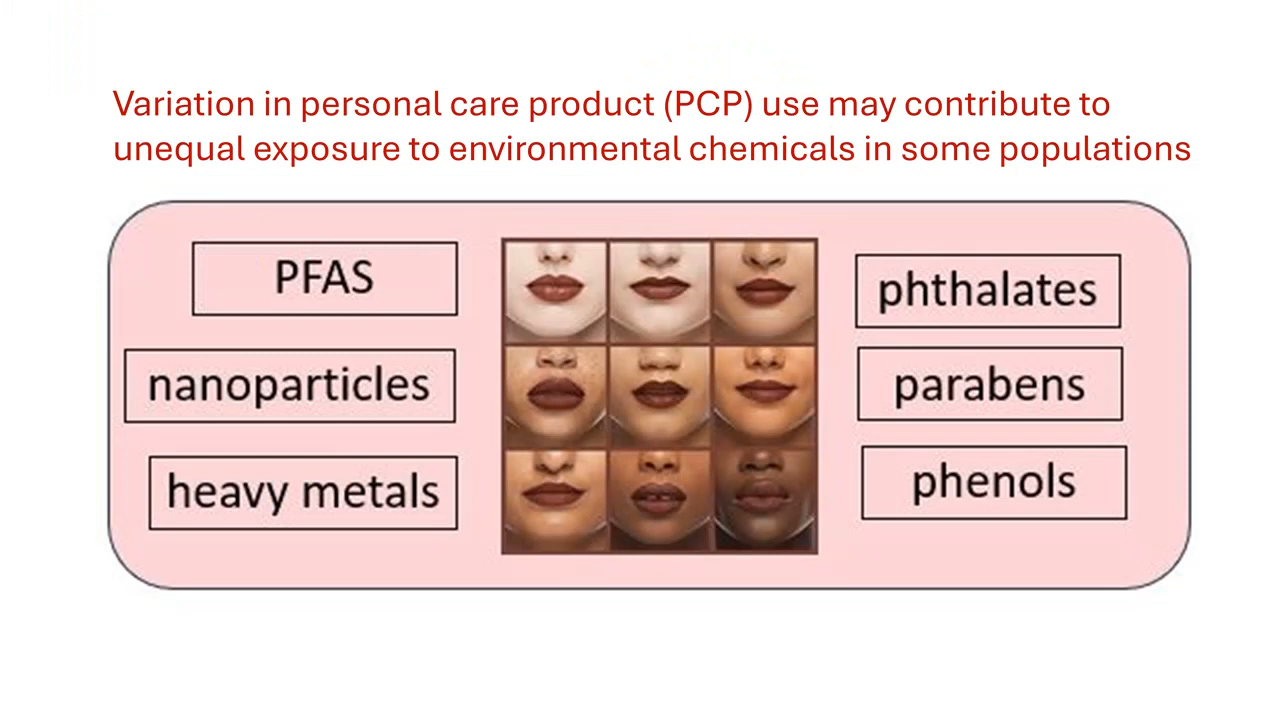 Variation in personal care product (PCP) use may contribute to
unequal exposure to environmental chemicals in some populations
PFAS
nanoparticles
heavy metals
phthalates
parabens
phenols